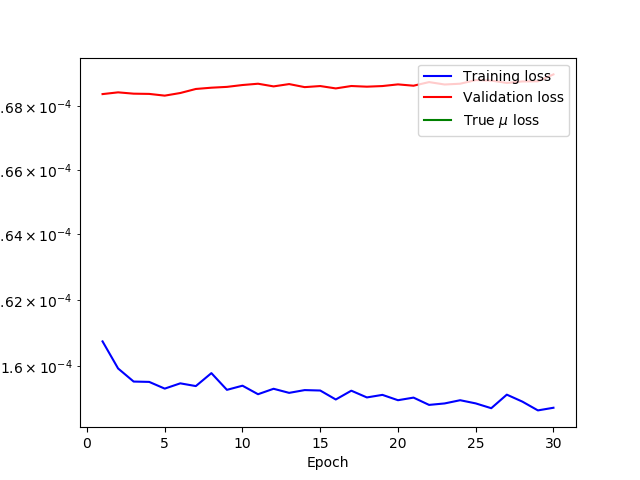 Training loss
Validation loss
True μ loss
.68 × 10⁻⁴
.66 × 10⁻⁴
.64 × 10⁻⁴
.62 × 10⁻⁴
1.6 × 10⁻⁴
0 5 10 15 20 25 30
Epoch